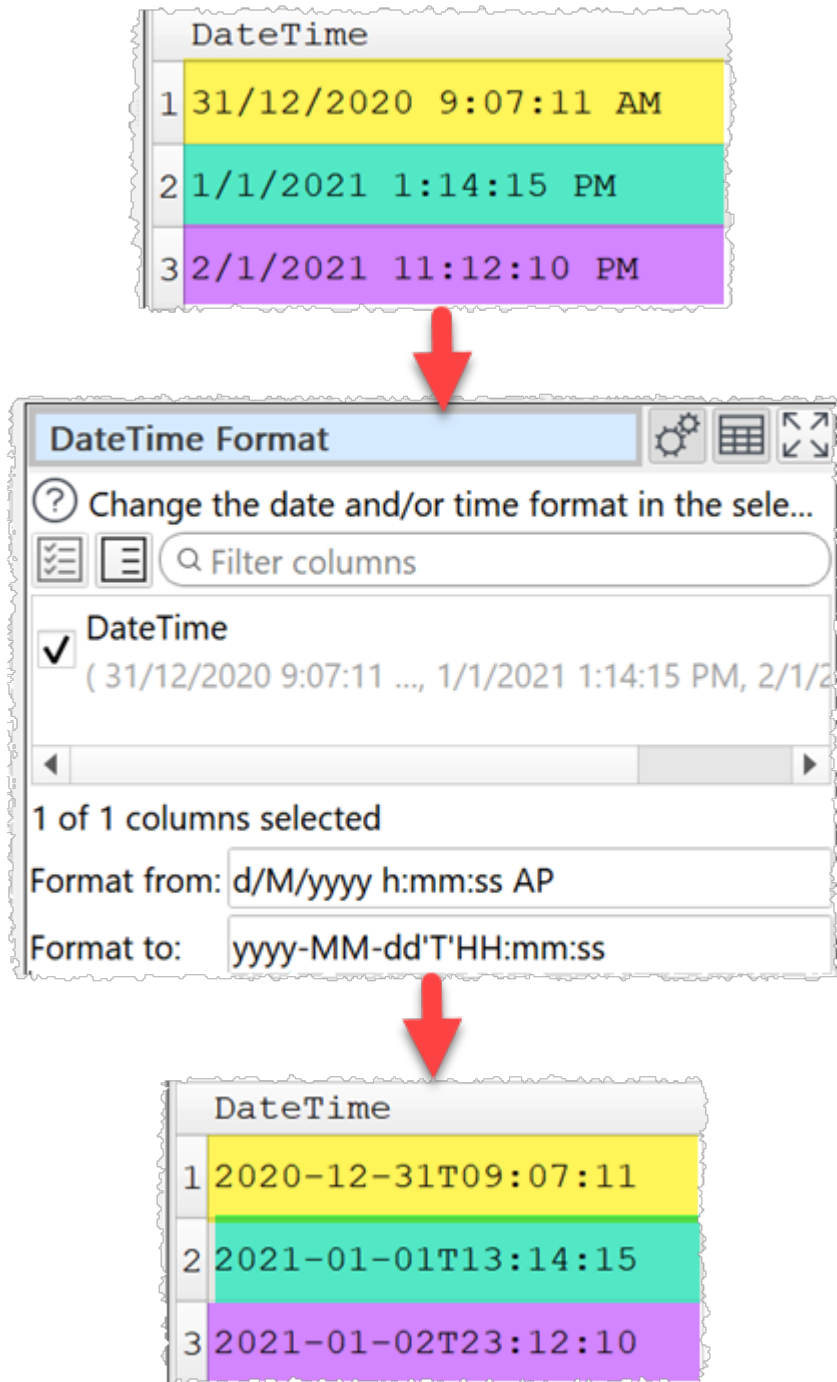 DateTime
1 31/12/2020 9:07:11 AM
2 1/1/2021 1:14:15 PM
3 2/1/2021 11:12:10 PM
DateTime Format
? Change the date and/or time format in the sele...
Filter columns
DateTime
( 31/12/2020 9:07:11 ..., 1/1/2021 1:14:15 PM, 2/1/2
1 of 1 columns selected
Format from: d/M/yyyy h:mm:ss AP
Format to: yyyy-MM-dd'T'HH:mm:ss
DateTime
1 2020-12-31T09:07:11
2 2021-01-01T13:14:15
3 2021-01-02T23:12:10